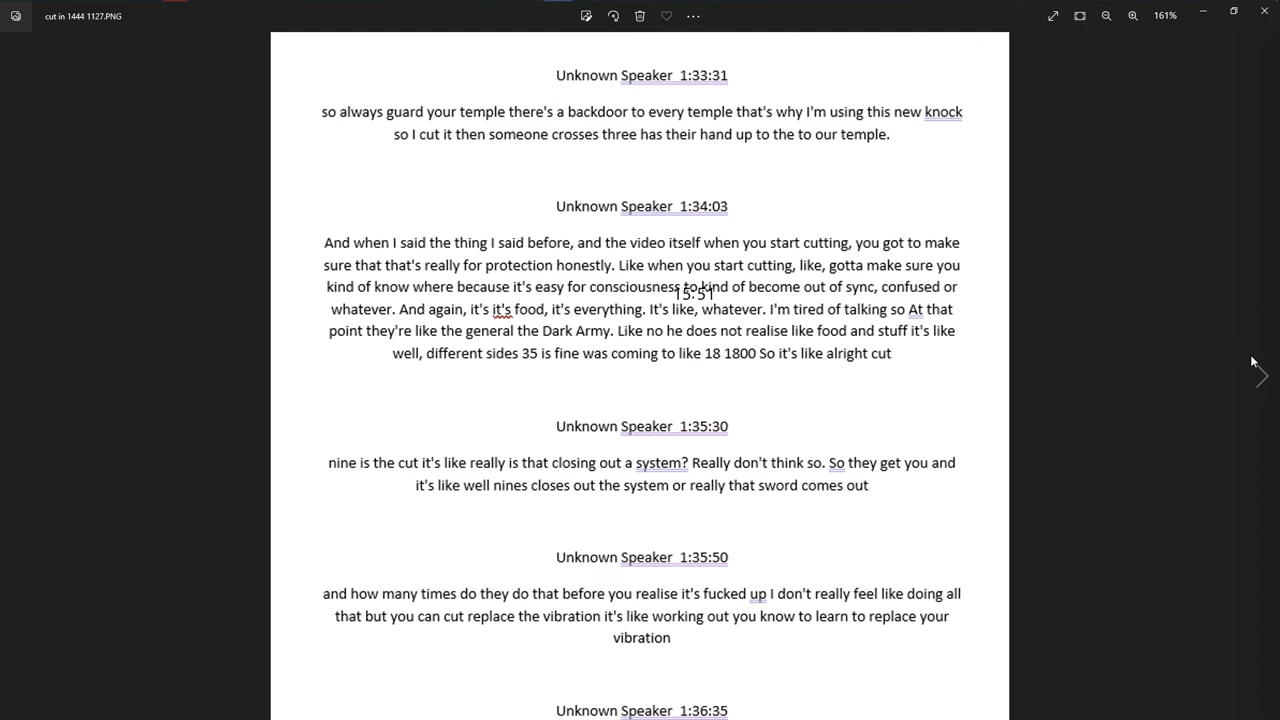 cut in 1444 1127.PNG
161%
Unknown Speaker 1:33:31
so always guard your temple there's a backdoor to every temple that's why I'm using this new knock
so I cut it then someone crosses three has their hand up to the to our temple.
Unknown Speaker 1:34:03
And when I said the thing I said before, and the video itself when you start cutting, you got to make
sure that that's really for protection honestly. Like when you start cutting, like, gotta make sure you
kind of know where because it's easy for consciousness to kind of become out of sync, confused or
15:51
whatever. And again, it's it's food, it's everything. It's like, whatever. I'm tired of talking so At that
point they're like the general the Dark Army. Like no he does not realise like food and stuff it's like
well, different sides 35 is fine was coming to like 18 1800 So it's like alright cut
Unknown Speaker 1:35:30
nine is the cut it's like really is that closing out a system? Really don't think so. So they get you and
it's like well nines closes out the system or really that sword comes out
Unknown Speaker 1:35:50
and how many times do they do that before you realise it's fucked up I don't really feel like doing all
that but you can cut replace the vibration it's like working out you know to learn to replace your
vibration
Unknown Speaker 1:36:35